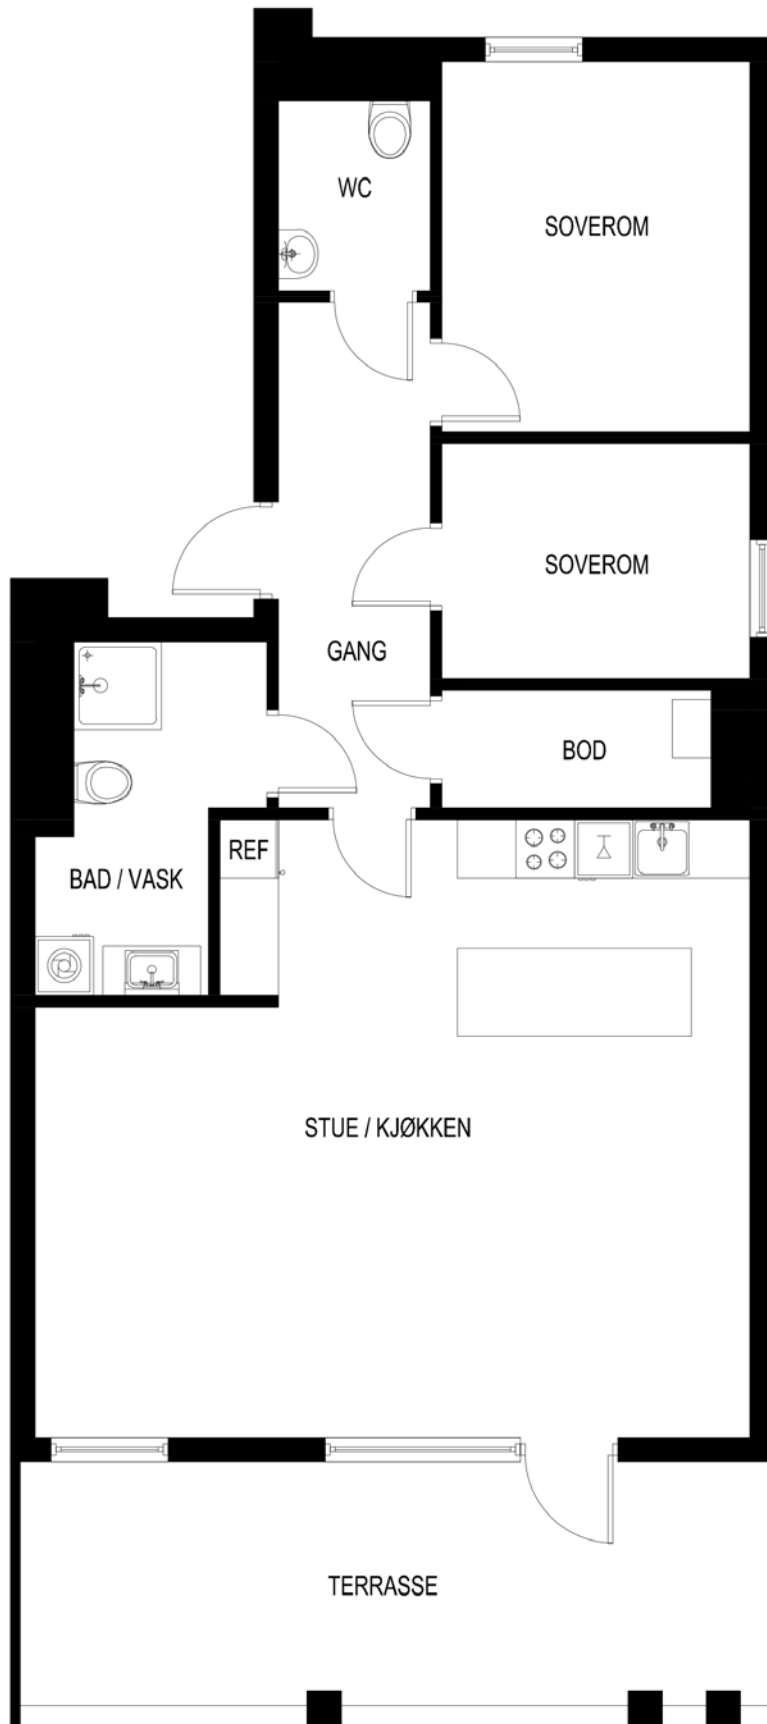 WC
SOVEROM
SOVEROM
GANG
BOD
REF
BAD / VASK
STUE / KJØKKEN
TERRASSE